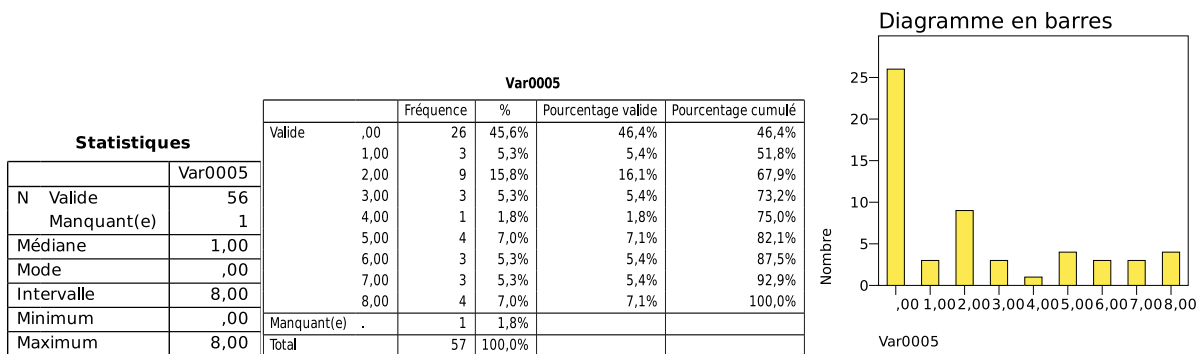 Statistiques
Var0005
N Valide 56
Manquant(e) 1
Médiane 1,00
Mode ,00
Intervalle 8,00
Minimum ,00
Maximum 8,00
Var0005
Fréquence % Pourcentage valide Pourcentage cumulé
Valide ,00 26 45,6% 46,4% 46,4%
1,00 3 5,3% 5,4% 51,8%
2,00 9 15,8% 16,1% 67,9%
3,00 3 5,3% 5,4% 73,2%
4,00 1 1,8% 1,8% 75,0%
5,00 4 7,0% 7,1% 82,1%
6,00 3 5,3% 5,4% 87,5%
7,00 3 5,3% 5,4% 92,9%
8,00 4 7,0% 7,1% 100,0%
Manquant(e) . 1 1,8%
Total 57 100,0%
Diagramme en barres
25
20
15
10
5
0
Nombre
,00 1,00 2,00 3,00 4,00 5,00 6,00 7,00 8,00
Var0005